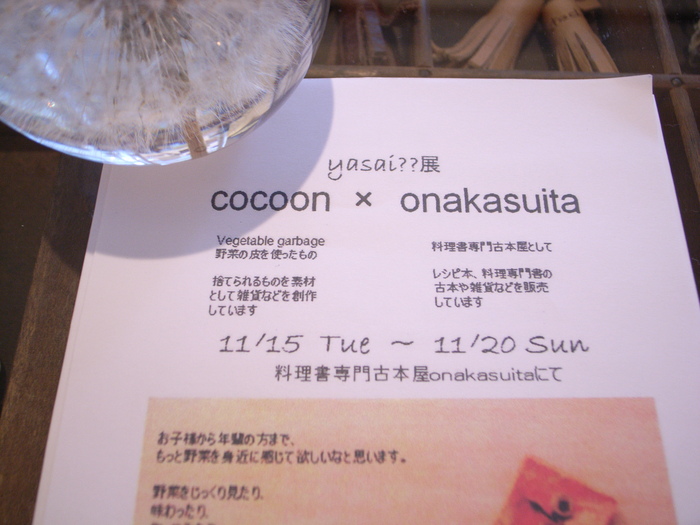 yasai??展
cocoon × onakasuita
Vegetable garbage
野菜の皮を使ったもの
捨てられるものを素材
として雑貨などを創作
しています
料理書専門古本屋として
レシピ本、料理専門書の
古本や雑貨などを販売
しています
11/15 Tue ~ 11/20 Sun
料理書専門古本屋onakasuitaにて
お子様から年輩の方まで、
もっと野菜を身近に感じて欲しいなと思います。
野菜をじっくり見たり、
味わったり、